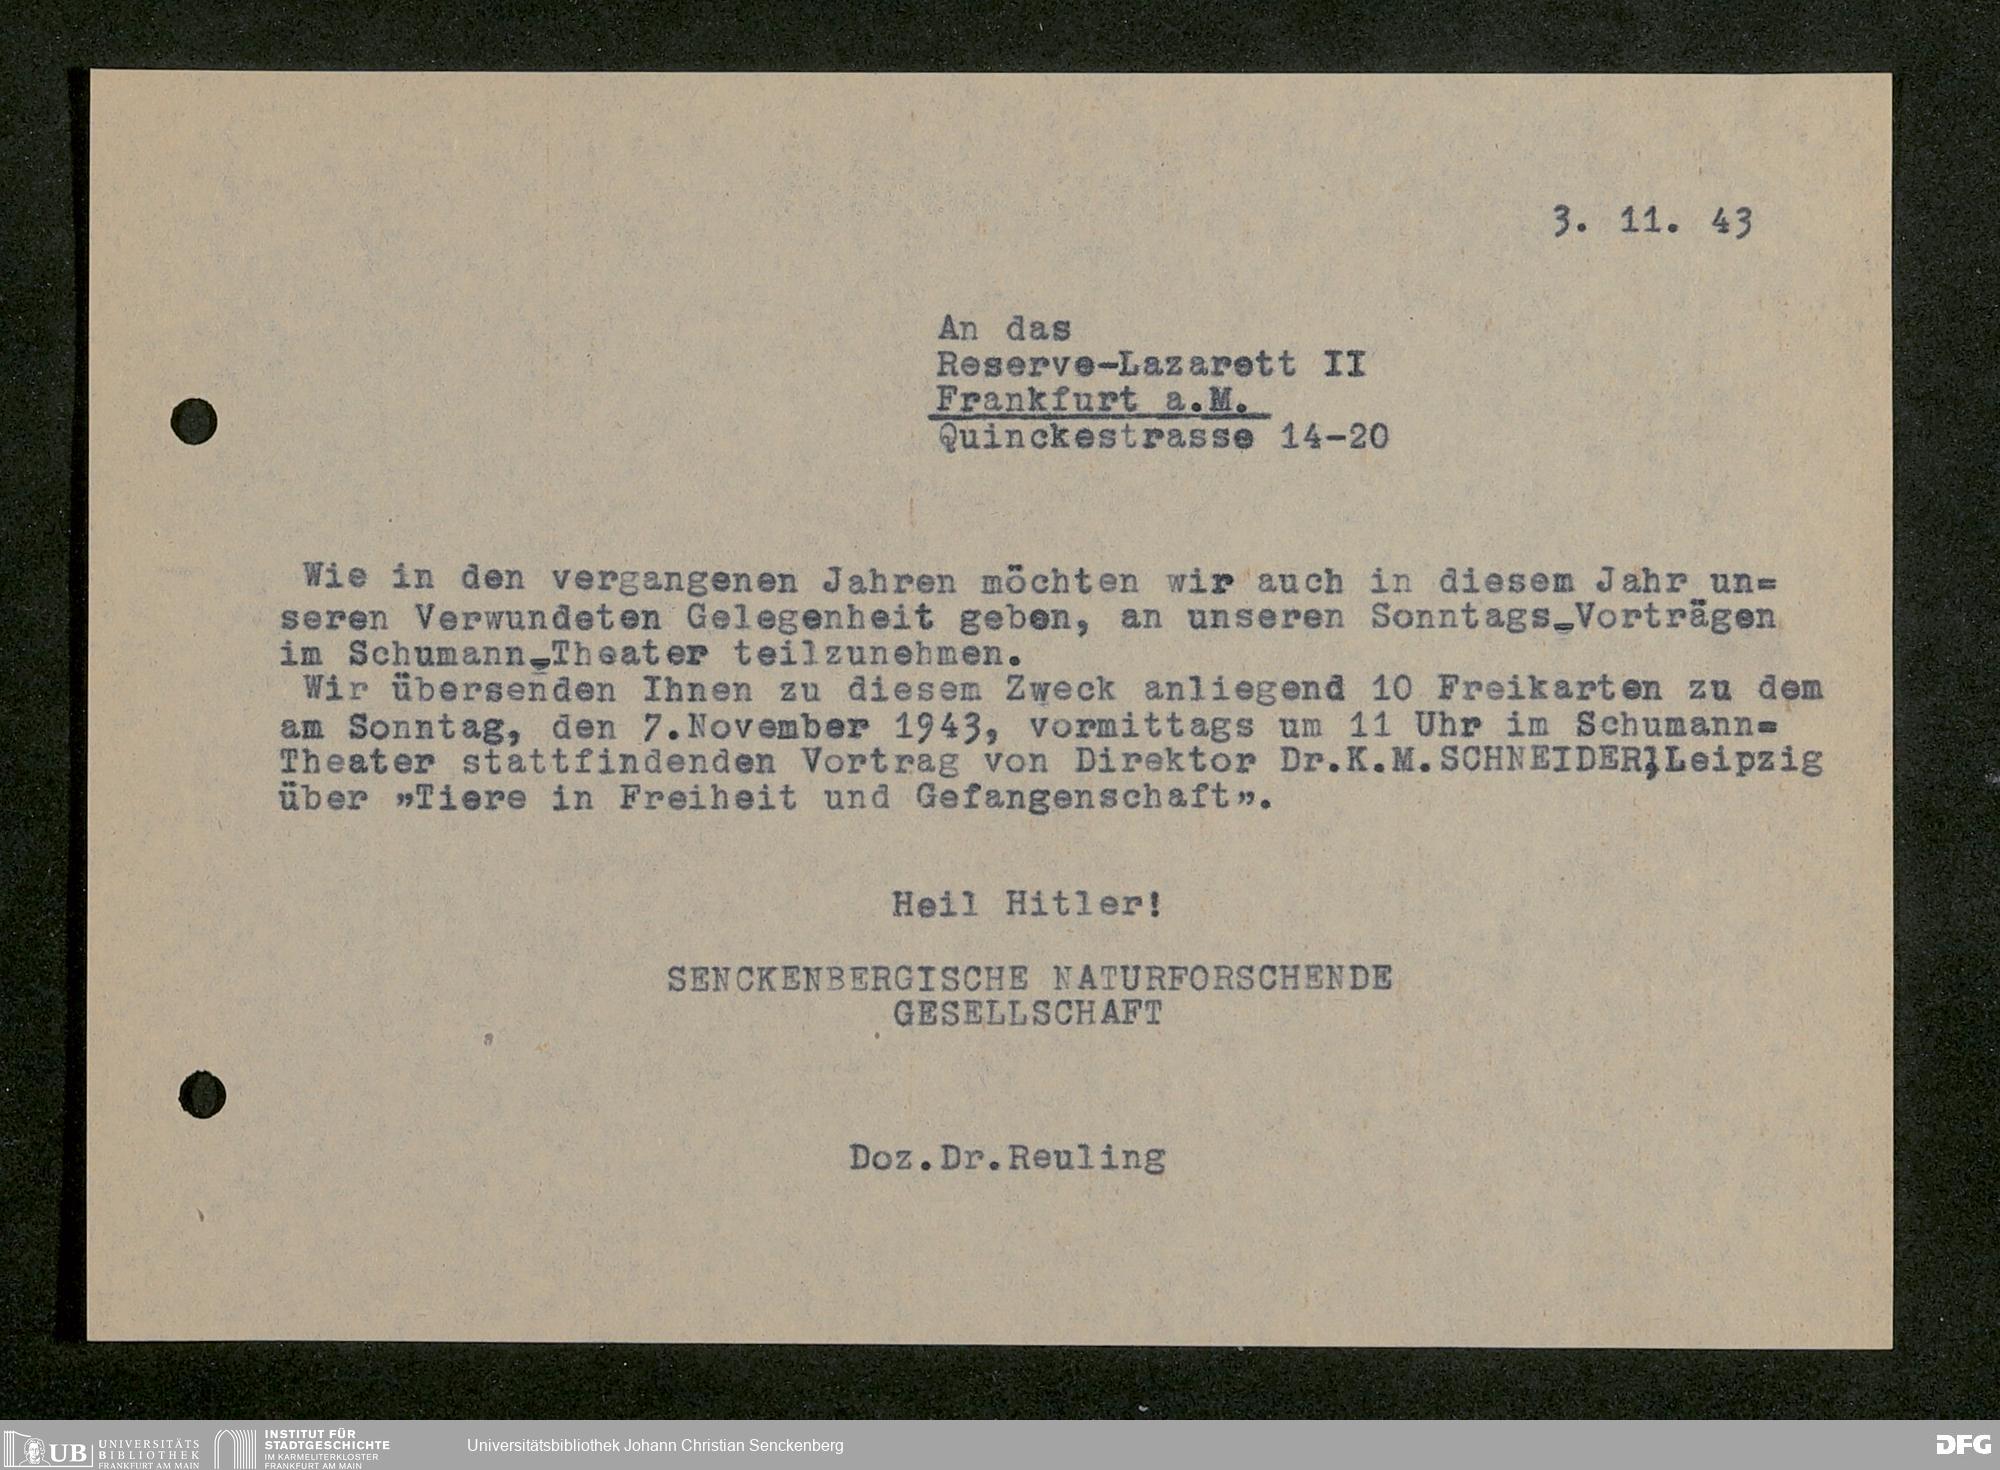 3. 11. 43
An das
Reserve-Lazarett II
Frankfurt a.M.
Quinckestrasse 14-20
Wie in den vergangenen Jahren möchten wir auch in diesem Jahr un=
seren Verwundeten Gelegenheit geben, an unseren Sonntags-Vorträgen
im Schumann-Theater teilzunehmen.
Wir übersenden Ihnen zu diesem Zweck anliegend 10 Freikarten zu dem
am Sonntag, den 7.November 1943, vormittags um 11 Uhr im Schumann=
Theater stattfindenden Vortrag von Direktor Dr.K.M.SCHNEIDER,Leipzig
über „Tiere in Freiheit und Gefangenschaft”.
Heil Hitler!
SENCKENBERGISCHE NATURFORSCHENDE
GESELLSCHAFT
Doz.Dr.Reuling
UB UNIVERSITÄTS
BIBLIOTHEK
FRANKFURT AM MAIN
INSTITUT FÜR
STADTGESCHICHTE
IM KARMELITERKLOSTER
FRANKFURT AM MAIN
Universitätsbibliothek Johann Christian Senckenberg
DFG